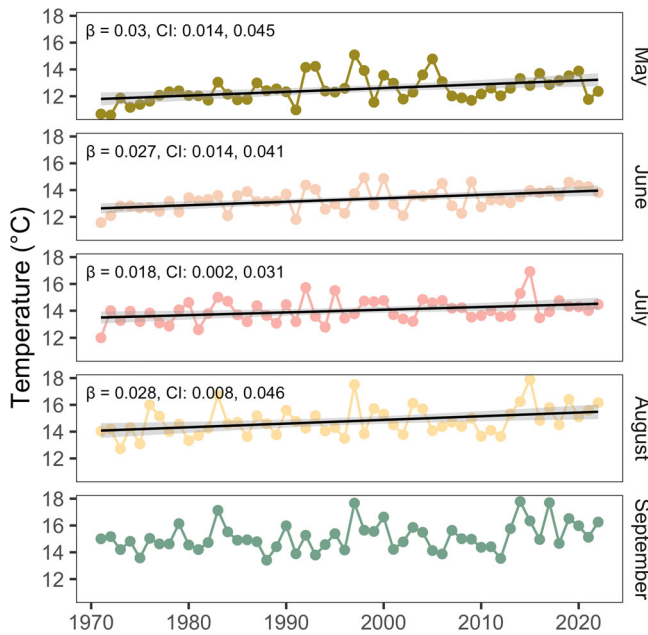 Temperature (°C)
18
16
14
12
β = 0.03, CI: 0.014, 0.045
May
18
16
14
12
β = 0.027, CI: 0.014, 0.041
June
18
16
14
12
β = 0.018, CI: 0.002, 0.031
July
18
16
14
12
β = 0.028, CI: 0.008, 0.046
August
18
16
14
12
September
1970 1980 1990 2000 2010 2020